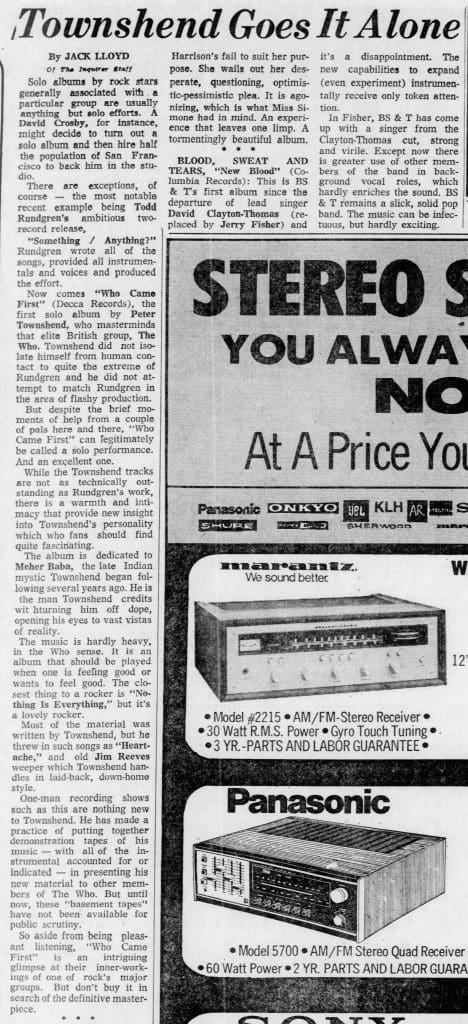 Townshend Goes It Alone
By JACK LLOYD
Of The Inquirer Staff
Solo albums by rock stars
generally associated with a
particular group are usually
anything but solo efforts. A
David Crosby, for instance,
might decide to turn out a
solo album and then hire half
the population of San Fran-
cisco to back him in the stu-
dio.
There are exceptions, of
course — the most notable
recent example being Todd
Rundgren's ambitious two-
record release,
"Something / Anything?"
Rundgren wrote all of the
songs, provided all instrumen-
tals and voices and produced
the effort.
Now comes "Who Came
First" (Decca Records), the
first solo album by Peter
Townshend, who masterminds
that elite British group, The
Who. Townshend did not iso-
late himself from human con-
tact to quite the extreme of
Rundgren and he did not at-
tempt to match Rundgren in
the area of flashy production.
But despite the brief mo-
ments of help from a couple
of pals here and there, "Who
Came First" can legitimately
be called a solo performance.
And an excellent one.
While the Townshend tracks
are not as technically out-
standing as Rundgren's work,
there is a warmth and inti-
macy that provide new insight
into Townshend's personality
which who fans should find
quite fascinating.
The album is dedicated to
Meher Baba, the late Indian
mystic Townshend began fol-
lowing several years ago. He is
the man Townshend credits
wit hturning him off dope,
opening his eyes to vast vistas
of reality.
The music is hardly heavy,
in the Who sense. It is an
album that should be played
when one is feeling good or
wants to feel good. The clo-
sest thing to a rocker is "No-
thing Is Everything," but it's
a lovely rocker.
Most of the material was
written by Townshend, but he
threw in such songs as "Heart-
ache," and old Jim Reeves
weeper which Townshend han-
dles in laid-back, down-home
style.
One-man recording shows
such as this are nothing new
to Townshend. He has made a
practice of putting together
demonstration tapes of his
music — with all of the in-
strumental accounted for or
indicated — in presenting his
new material to other mem-
bers of The Who. But until
now, these "basement tapes"
have not been available for
public scrutiny.
So aside from being pleas-
ant listening, "Who Came
First" is an intriguing
glimpse at their inner-work-
ings of one of rock's major
groups. But don't buy it in
search of the definitive master-
piece.
* * *
Harrison's fail to suit her pur-
pose. She wails out her des-
perate, questioning, optimis-
tic-pessimistic plea. It is ago-
nizing, which is what Miss Si-
mone had in mind. An experi-
ence that leaves one limp. A
tormentingly beautiful album.
* * *
BLOOD, SWEAT AND
TEARS, "New Blood" (Co-
lumbia Records): This is BS
& T's first album since the
departure of lead singer
David Clayton-Thomas (re-
placed by Jerry Fisher) and
it's a disappointment. The
new capabilities to expand
(even experiment) instrumen-
tally receive only token atten-
tion.
In Fisher, BS & T has come
up with a singer from the
Clayton-Thomas cut, strong
and virile. Except now there
is greater use of other mem-
bers of the band in back-
ground vocal roles, which
hardly enriches the sound. BS
& T remains a slick, solid pop
band. The music can be infec-
tuous, but hardly exciting.
STEREO S
YOU ALWA
NO
At A Price You
Panasonic ONKYO JBL KLH AR
SHURE SONY SHERWOOD
marantz.
We sound better.
W
12"
• Model #2215 • AM/FM-Stereo Receiver •
• 30 Watt R.M.S. Power • Gyro Touch Tuning •
• 3 YR.-PARTS AND LABOR GUARANTEE •
Panasonic
• Model 5700 • AM/FM Stereo Quad Receiver
• 60 Watt Power • 2 YR. PARTS AND LABOR GUARA
SONY